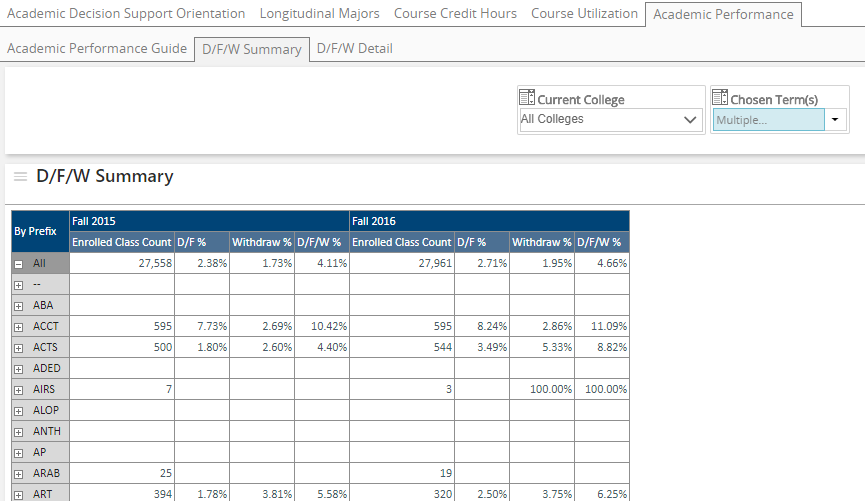 Academic Decision Support Orientation Longitudinal Majors Course Credit Hours Course Utilization Academic Performance
Academic Performance Guide D/F/W Summary D/F/W Detail
Current College Chosen Term(s)
All Colleges Multiple...
D/F/W Summary
By Prefix Fall 2015 Fall 2016
Enrolled Class Count D/F % Withdraw % D/F/W % Enrolled Class Count D/F % Withdraw % D/F/W %
All 27,558 2.38% 1.73% 4.11% 27,961 2.71% 1.95% 4.66%
--
ABA
ACCT 595 7.73% 2.69% 10.42% 595 8.24% 2.86% 11.09%
ACTS 500 1.80% 2.60% 4.40% 544 3.49% 5.33% 8.82%
ADED
AIRS 7 3 100.00% 100.00%
ALOP
ANTH
AP
ARAB 25 19
ART 394 1.78% 3.81% 5.58% 320 2.50% 3.75% 6.25%